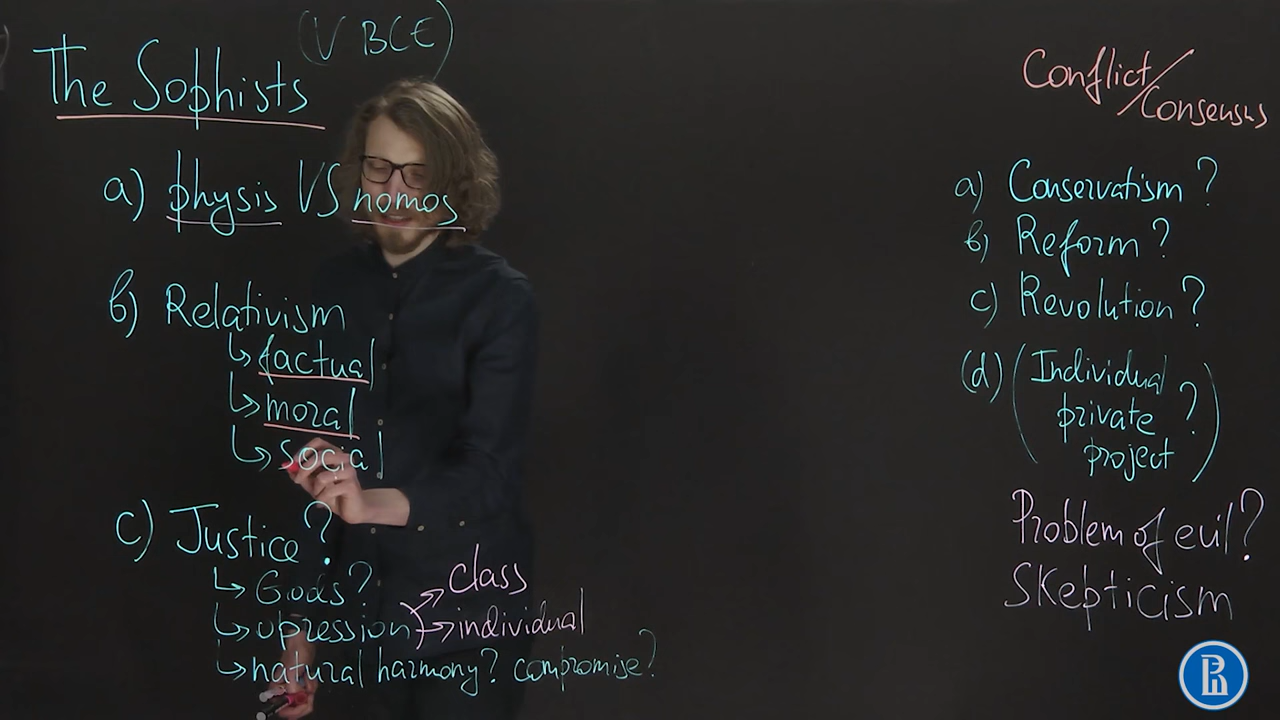 The Sophists (V BCE)
a) physis VS nomos
b) Relativism
↳ factual
↳ moral
↳ social
c) Justice?
↳ Gods?
↳ opression → class
→ individual
↳ natural harmony? compromise?
Conflict/
Consensus
a) Conservatism?
b) Reform?
c) Revolution?
(d) (Individual
private ?
project)
Problem of evil?
Skepticism